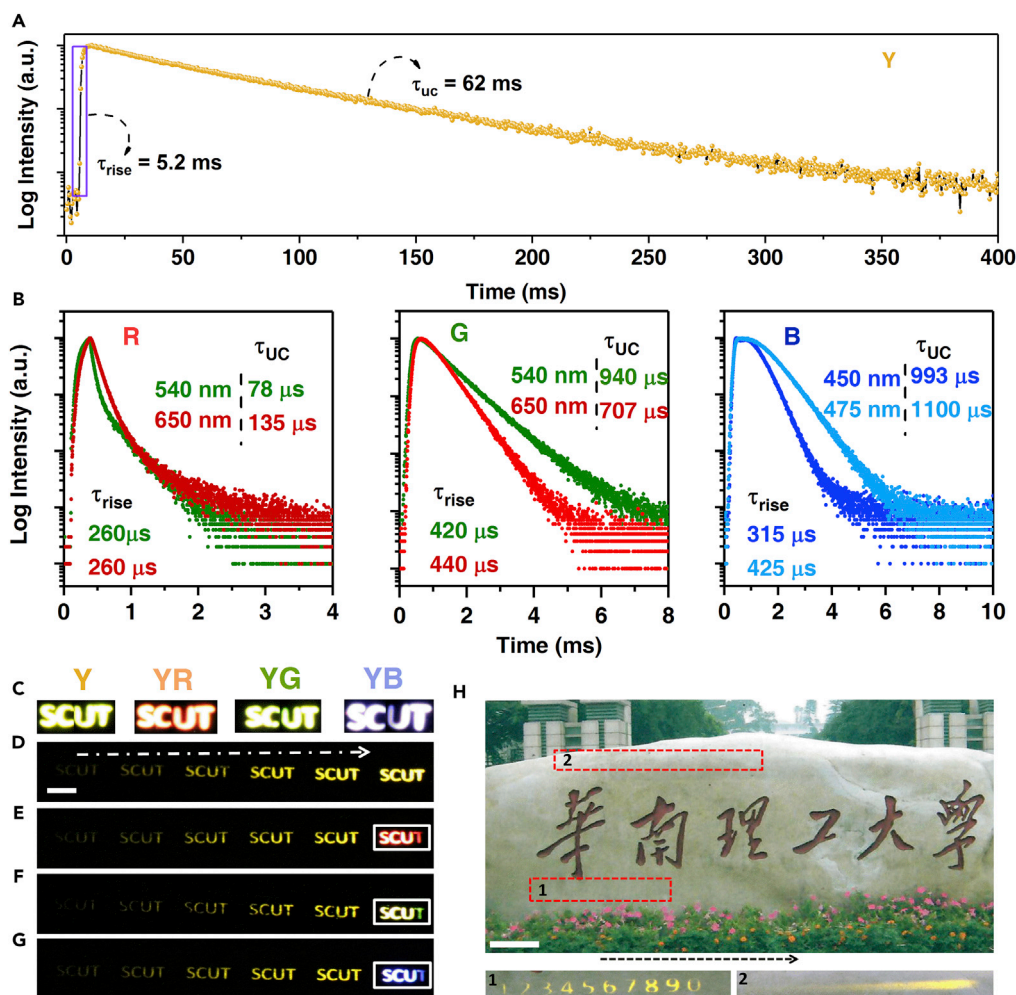 A
Log Intensity (a.u.)
Y
τuc = 62 ms
τrise = 5.2 ms
0 50 100 150 200 250 300 350 400
Time (ms)
B
Log Intensity (a.u.)
R
τUC
540 nm 78 μs
650 nm 135 μs
τrise
260μs
260 μs
0 1 2 3 4
G
τUC
540 nm 940 μs
650 nm 707 μs
τrise
420 μs
440 μs
0 2 4 6 8
B
τUC
450 nm 993 μs
475 nm 1100 μs
τrise
315 μs
425 μs
0 2 4 6 8 10
Time (ms)
Y YR YG YB
C
SCUT SCUT SCUT SCUT
D
SCUT SCUT SCUT SCUT SCUT SCUT
E
SCUT SCUT SCUT SCUT SCUT SCUT
F
SCUT SCUT SCUT SCUT SCUT SCUT
G
SCUT SCUT SCUT SCUT SCUT SCUT
H
2
華南理工大學
1
1
1234567890
2